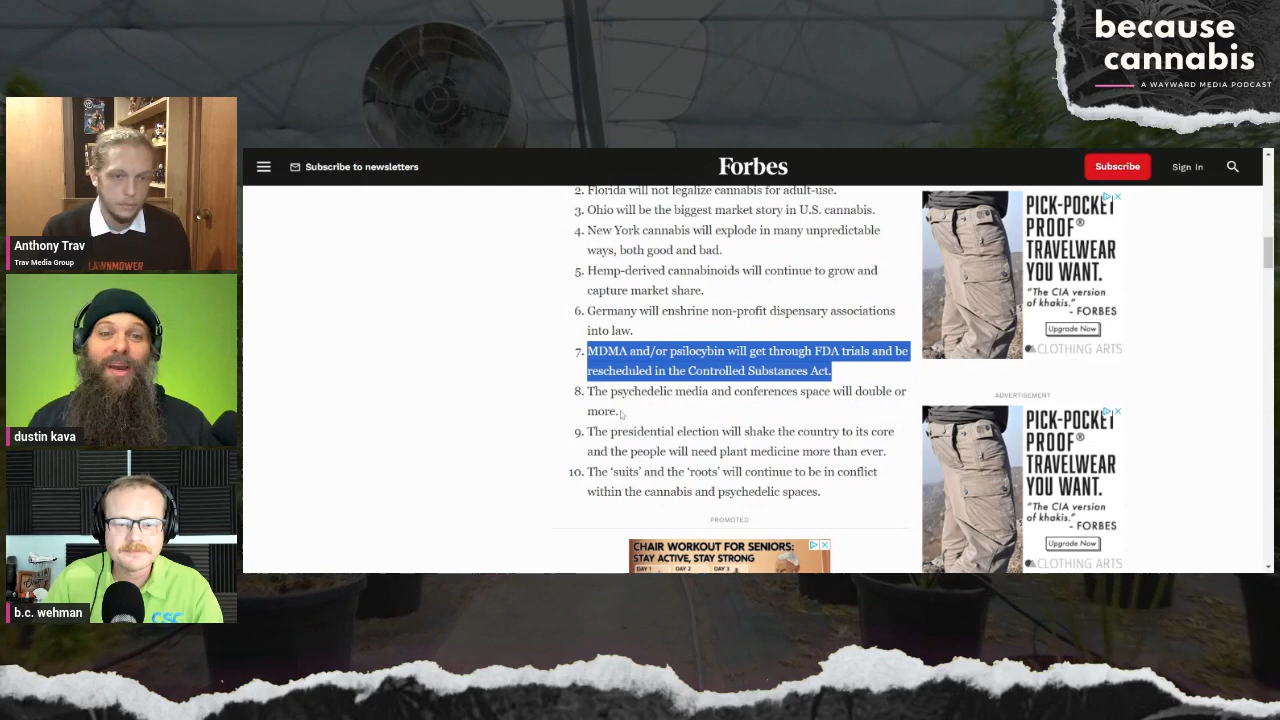 because
cannabis
A WAYWARD MEDIA PODCAST
Anthony Trav
Trav Media Group
LAWNMOWER
dustin kava
b.c. wehman
CSC
Subscribe to newsletters
Forbes
Subscribe
Sign In
2. Florida will not legalize cannabis for adult-use.
3. Ohio will be the biggest market story in U.S. cannabis.
4. New York cannabis will explode in many unpredictable
ways, both good and bad.
5. Hemp-derived cannabinoids will continue to grow and
capture market share.
6. Germany will enshrine non-profit dispensary associations
into law.
7. MDMA and/or psilocybin will get through FDA trials and be
rescheduled in the Controlled Substances Act.
8. The psychedelic media and conferences space will double or
more.
9. The presidential election will shake the country to its core
and the people will need plant medicine more than ever.
10. The ‘suits’ and the ‘roots’ will continue to be in conflict
within the cannabis and psychedelic spaces.
PROMOTED
CHAIR WORKOUT FOR SENIORS:
STAY ACTIVE, STAY STRONG
DAY 1 DAY 2 DAY 3
PICK-POCKET
PROOF®
TRAVELWEAR
YOU WANT.
"The CIA version
of khakis."
- FORBES
Upgrade Now
CLOTHING ARTS
ADVERTISEMENT
PICK-POCKET
PROOF®
TRAVELWEAR
YOU WANT.
"The CIA version
of khakis."
- FORBES
Upgrade Now
CLOTHING ARTS